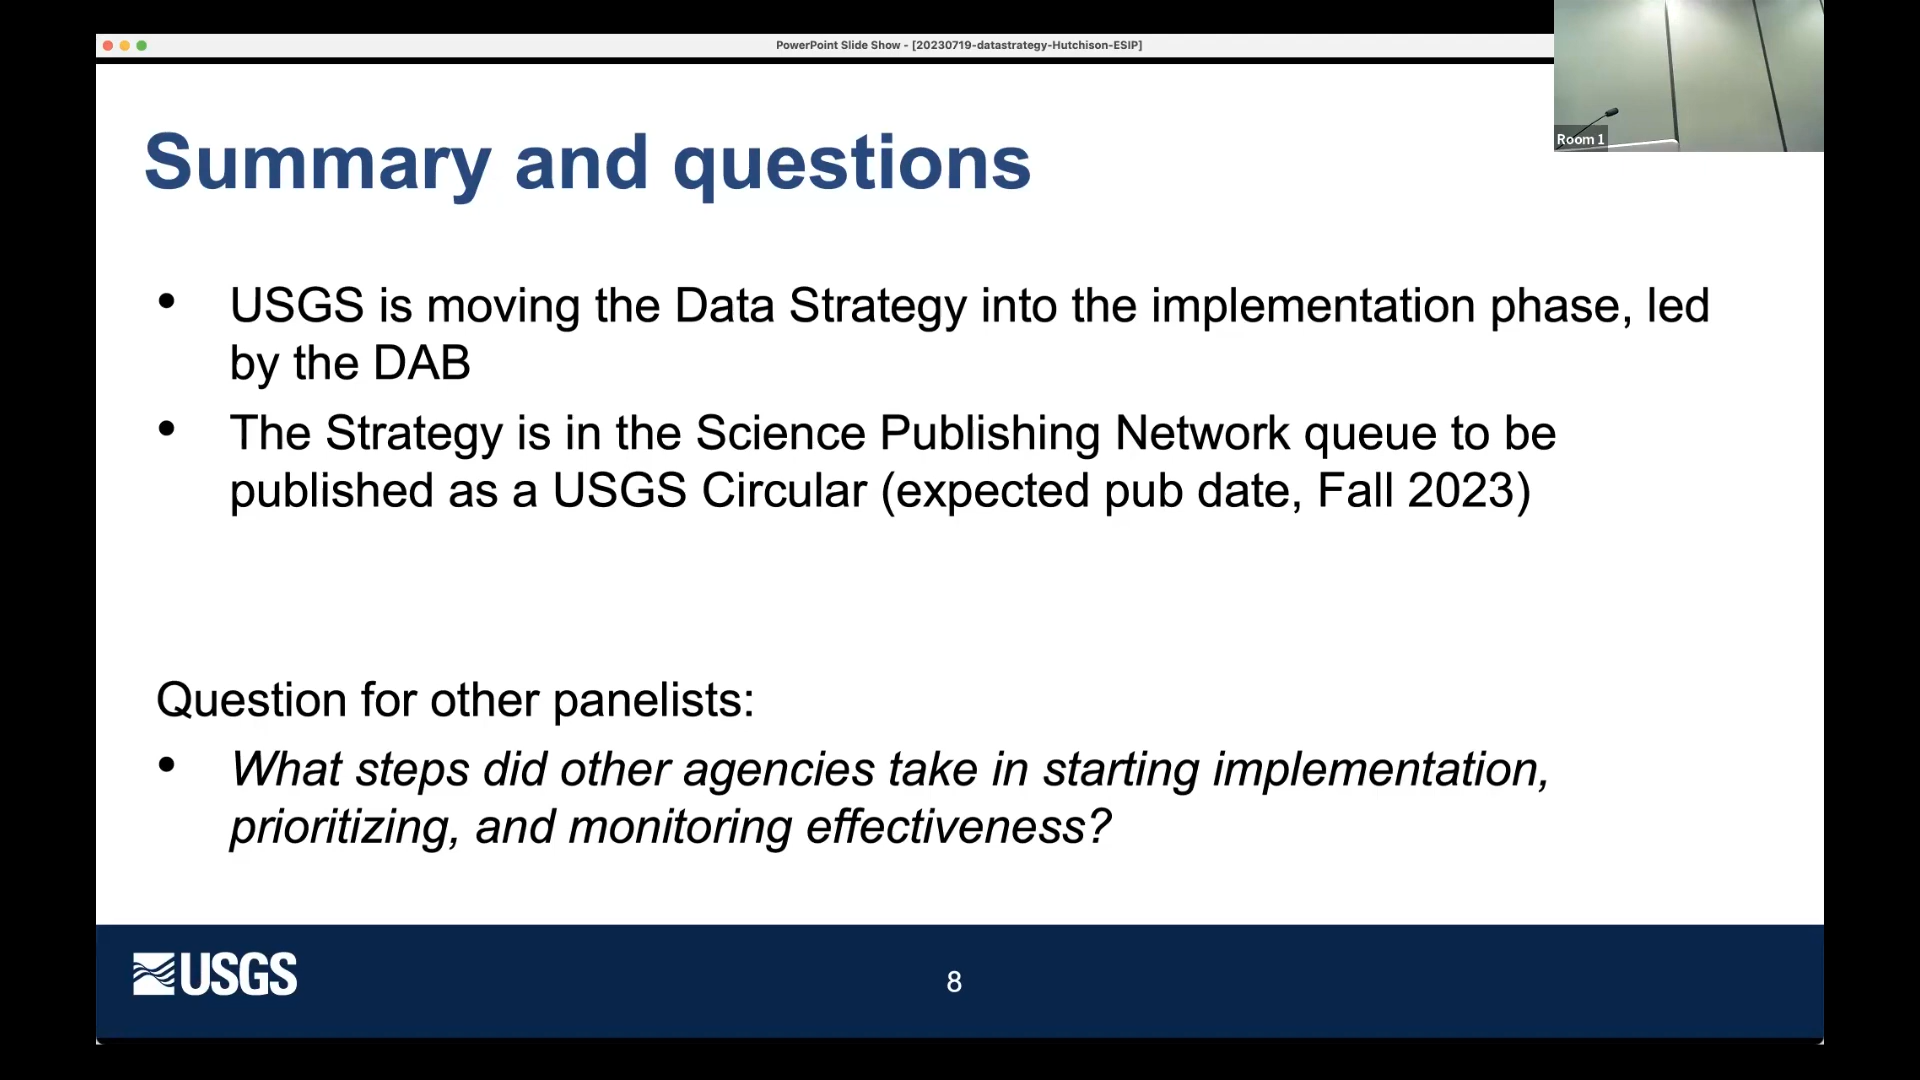 PowerPoint Slide Show - [20230719-datastrategy-Hutchison-ESIP]
Room 1
Summary and questions
• USGS is moving the Data Strategy into the implementation phase, led
by the DAB
• The Strategy is in the Science Publishing Network queue to be
published as a USGS Circular (expected pub date, Fall 2023)
Question for other panelists:
• What steps did other agencies take in starting implementation,
prioritizing, and monitoring effectiveness?
USGS
8